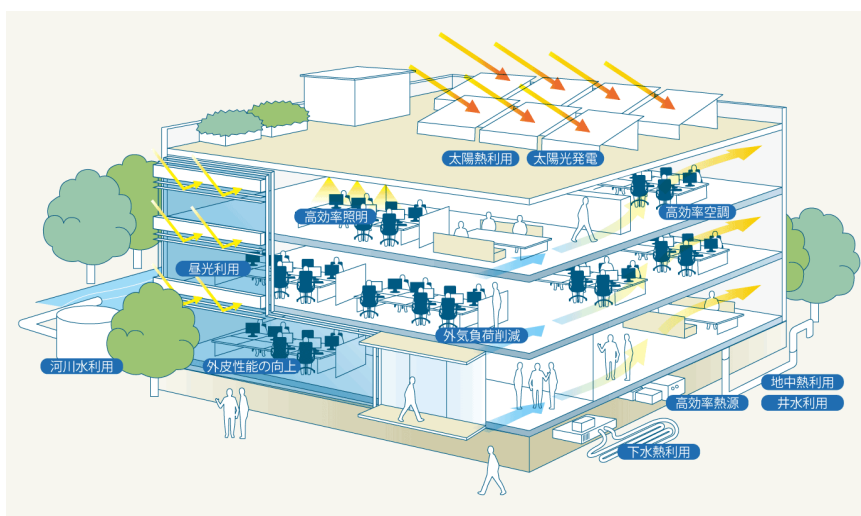 太陽熱利用
太陽光発電
高効率照明
高効率空調
昼光利用
外気負荷削減
河川水利用
外皮性能の向上
地中熱利用
高効率熱源
井水利用
下水熱利用